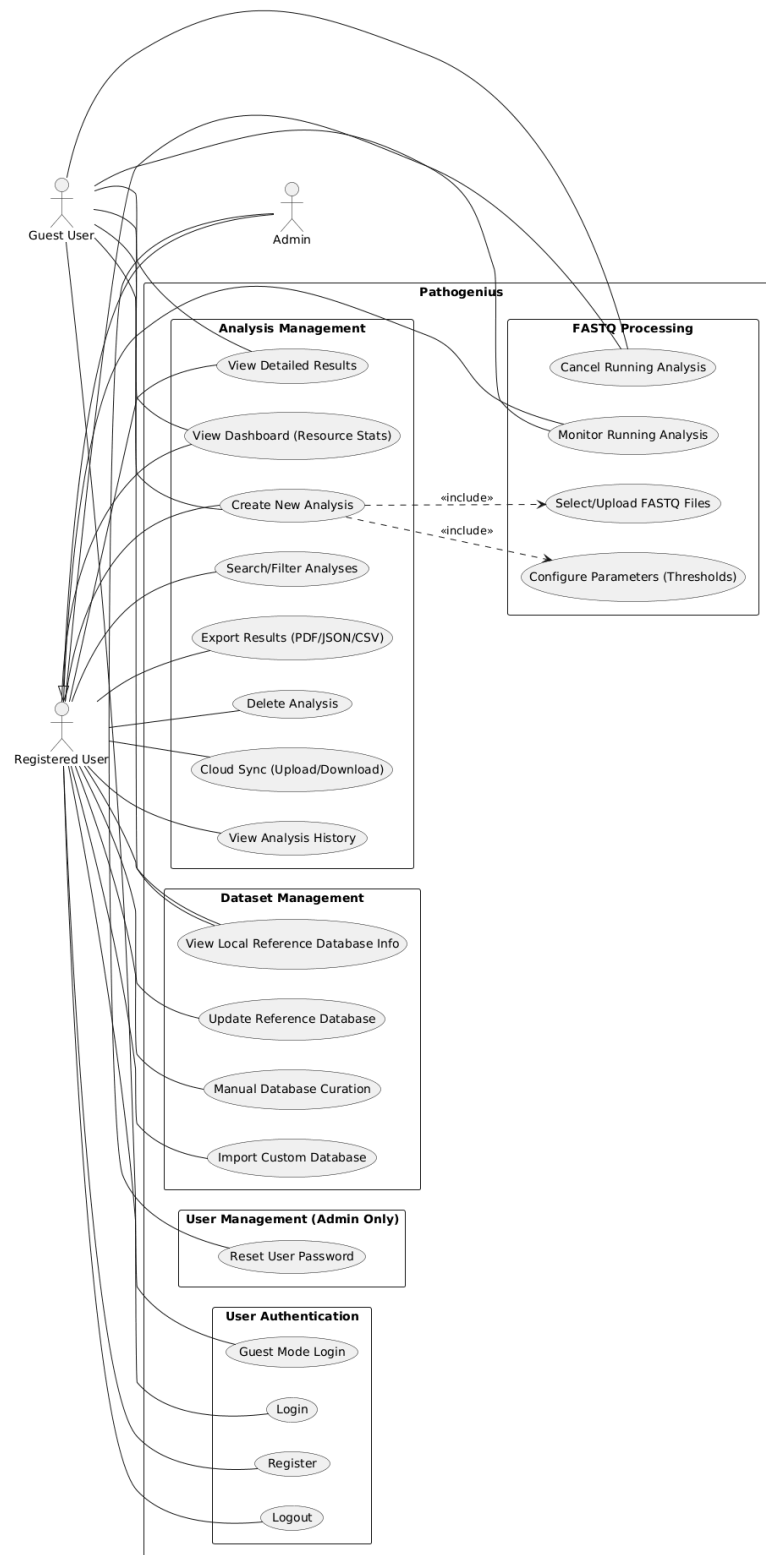 Guest User
Admin
Pathogenius
Analysis Management
FASTQ Processing
View Detailed Results
Cancel Running Analysis
View Dashboard (Resource Stats)
Monitor Running Analysis
Create New Analysis
«include»
Select/Upload FASTQ Files
«include»
Search/Filter Analyses
Configure Parameters (Thresholds)
Export Results (PDF/JSON/CSV)
Delete Analysis
Registered User
Cloud Sync (Upload/Download)
View Analysis History
Dataset Management
View Local Reference Database Info
Update Reference Database
Manual Database Curation
Import Custom Database
User Management (Admin Only)
Reset User Password
User Authentication
Guest Mode Login
Login
Register
Logout